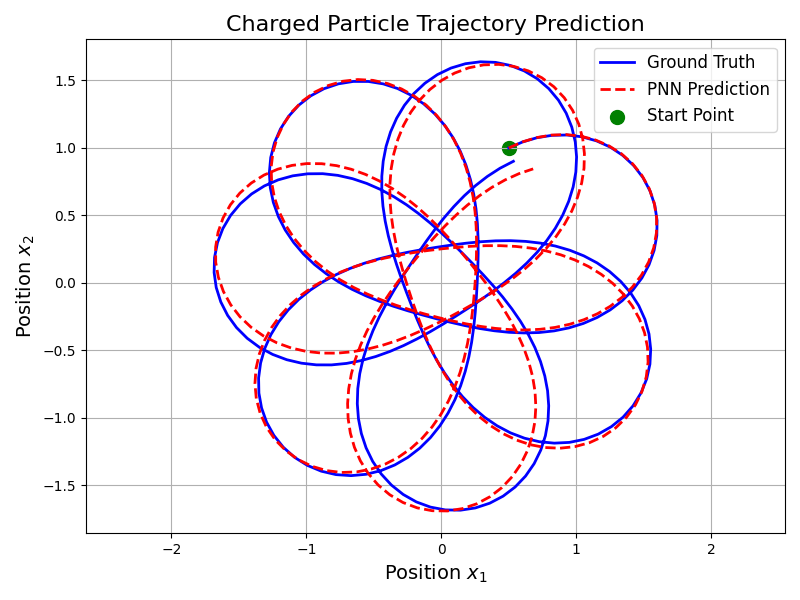 Charged Particle Trajectory Prediction
Ground Truth
PNN Prediction
Start Point
1.5
1.0
0.5
0.0
−0.5
−1.0
−1.5
Position x₂
−2
−1
0
1
2
Position x₁